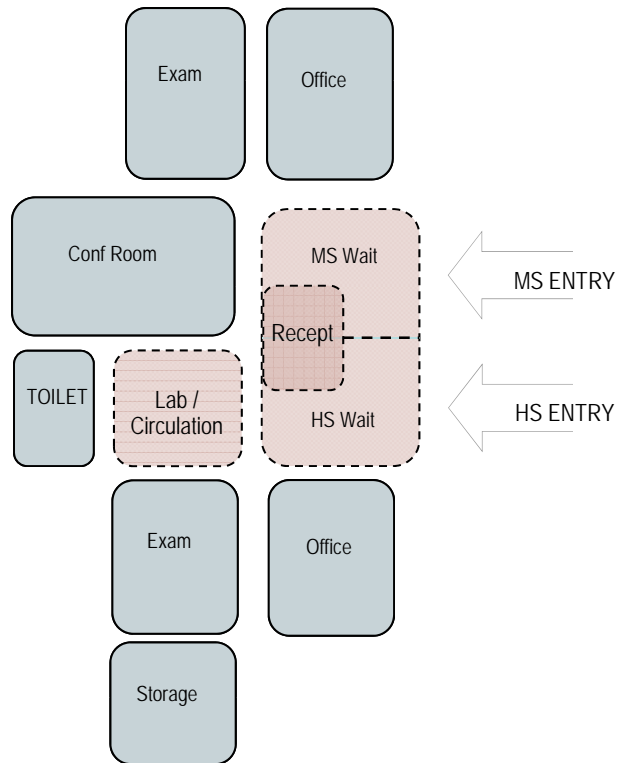 Exam
Office
Conf Room
MS Wait
MS ENTRY
Recept
TOILET
Lab /
Circulation
HS Wait
HS ENTRY
Exam
Office
Storage